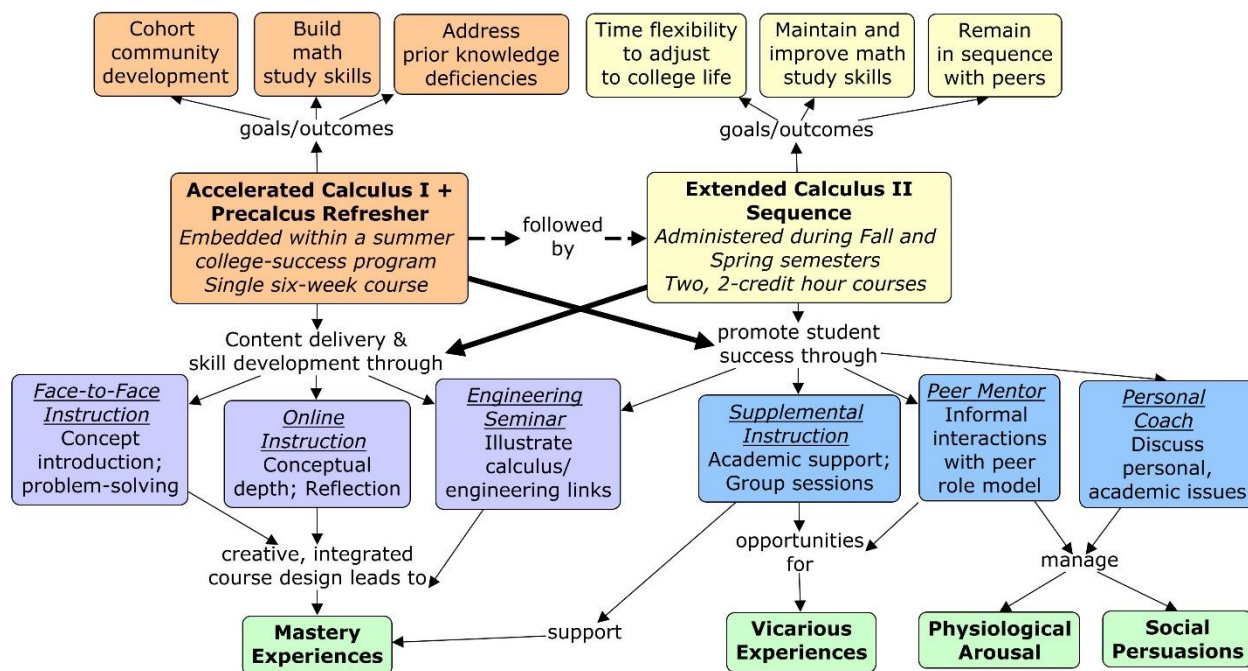 Cohort
community
development
Build
math
study skills
Address
prior knowledge
deficiencies
Time flexibility
to adjust
to college life
Maintain and
improve math
study skills
Remain
in sequence
with peers
goals/outcomes
goals/outcomes
Accelerated Calculus I +
Precalcus Refresher
Embedded within a summer
college-success program
Single six-week course
followed
by
Extended Calculus II
Sequence
Administered during Fall and
Spring semesters
Two, 2-credit hour courses
Content delivery &
skill development through
promote student
success through
Face-to-Face
Instruction
Concept
introduction;
problem-solving
Online
Instruction
Conceptual
depth; Reflection
Engineering
Seminar
Illustrate
calculus/
engineering links
Supplemental
Instruction
Academic support;
Group sessions
Peer Mentor
Informal
interactions
with peer
role model
Personal
Coach
Discuss
personal,
academic issues
creative, integrated
course design leads to
opportunities
for
manage
support
Mastery
Experiences
Vicarious
Experiences
Physiological
Arousal
Social
Persuasions